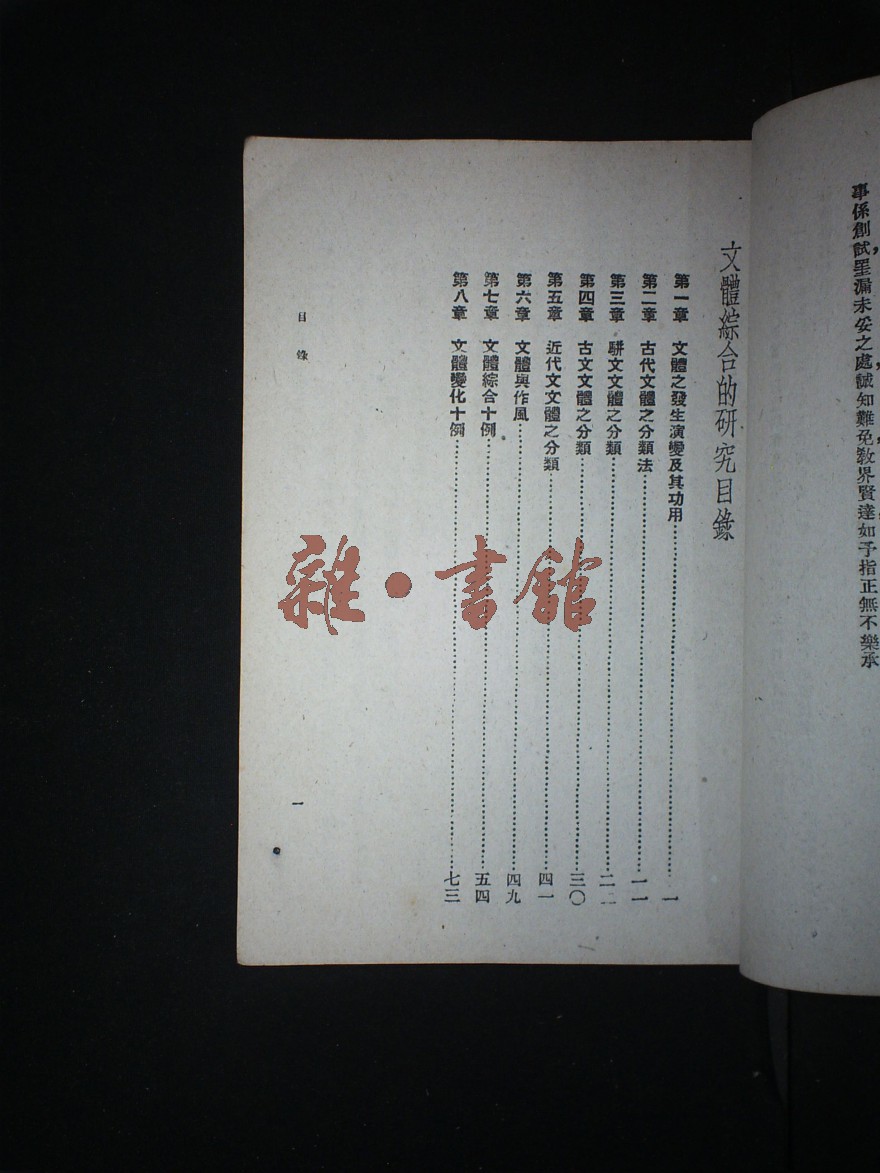 事係創試罣漏未妥之處誠知難免教界賢達如予指正無不樂承
文體綜合的研究目錄
第一章 文體之發生演變及其功用……一
第二章 古代文體之分類法……一一
第三章 駢文文體之分類……二二
第四章 古文文體之分類……三〇
第五章 近代文文體之分類……四一
第六章 文體與作風……四九
第七章 文體綜合十例……五四
第八章 文體變化十例……七三
目錄
一
雜·書館